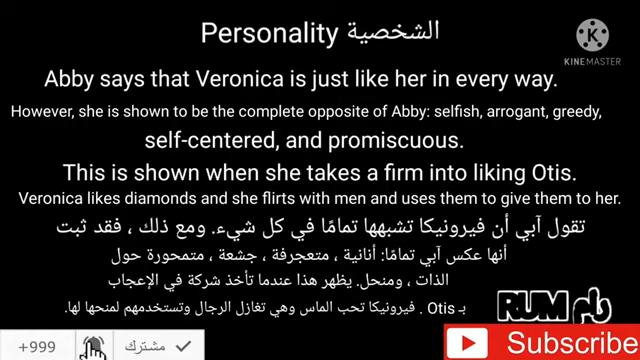 Personality الشخصية
KINEMASTER
Abby says that Veronica is just like her in every way.
However, she is shown to be the complete opposite of Abby: selfish, arrogant, greedy,
self-centered, and promiscuous.
This is shown when she takes a firm into liking Otis.
Veronica likes diamonds and she flirts with men and uses them to give them to her.
تقول آبي أن فيرونيكا تشبهها تمامًا في كل شيء. ومع ذلك ، فقد ثبت
أنها عكس آبي تمامًا: أنانية ، متعجرفة ، جشعة ، متمحورة حول
الذات ، ومنحل. يظهر هذا عندما تأخذ شركة في الإعجاب
بـ Otis . فيرونيكا تحب الماس وهي تغازل الرجال وتستخدمهم لمنحها لها.
RUM رام
+999 مشترك
Subscribe